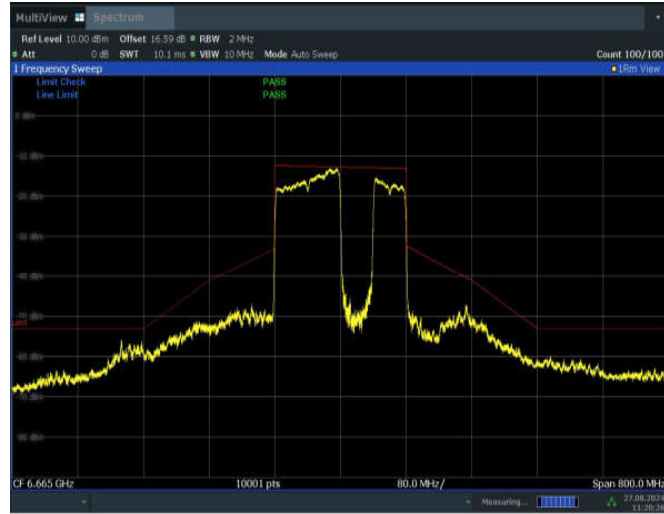 MultiView Spectrum
Ref Level 10.00 dBm Offset 16.59 dB RBW 2 MHz
Att 0 dB SWT 10.1 ms VBW 10 MHz Mode Auto Sweep Count 100/100
1 Frequency Sweep 1Rm View
Limit Check PASS
Line Limit PASS
0 dBm
-10 dBm
-20 dBm
-30 dBm
-40 dBm
-50 dBm
-60 dBm
-70 dBm
-80 dBm
CF 6.665 GHz 10001 pts 80.0 MHz/ Span 800.0 MHz
Measuring... 27.08.2024
11:20:26